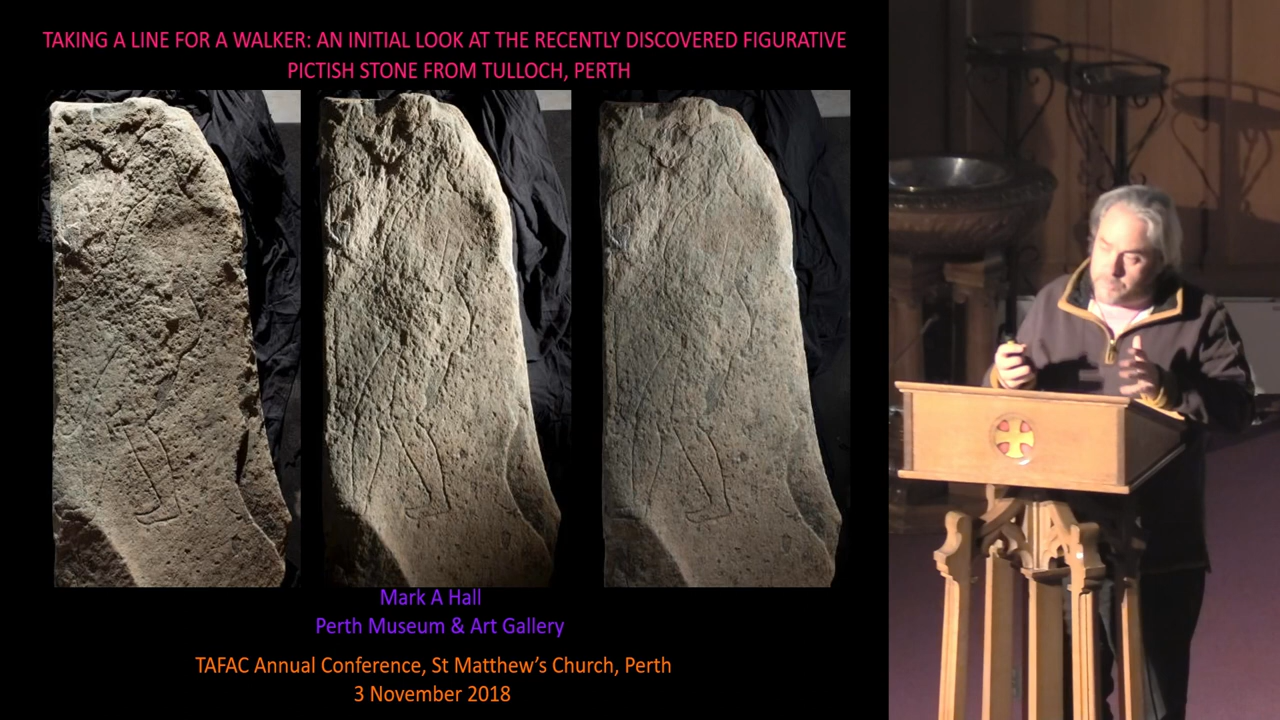 TAKING A LINE FOR A WALKER: AN INITIAL LOOK AT THE RECENTLY DISCOVERED FIGURATIVE
PICTISH STONE FROM TULLOCH, PERTH
Mark A Hall
Perth Museum & Art Gallery
TAFAC Annual Conference, St Matthew's Church, Perth
3 November 2018